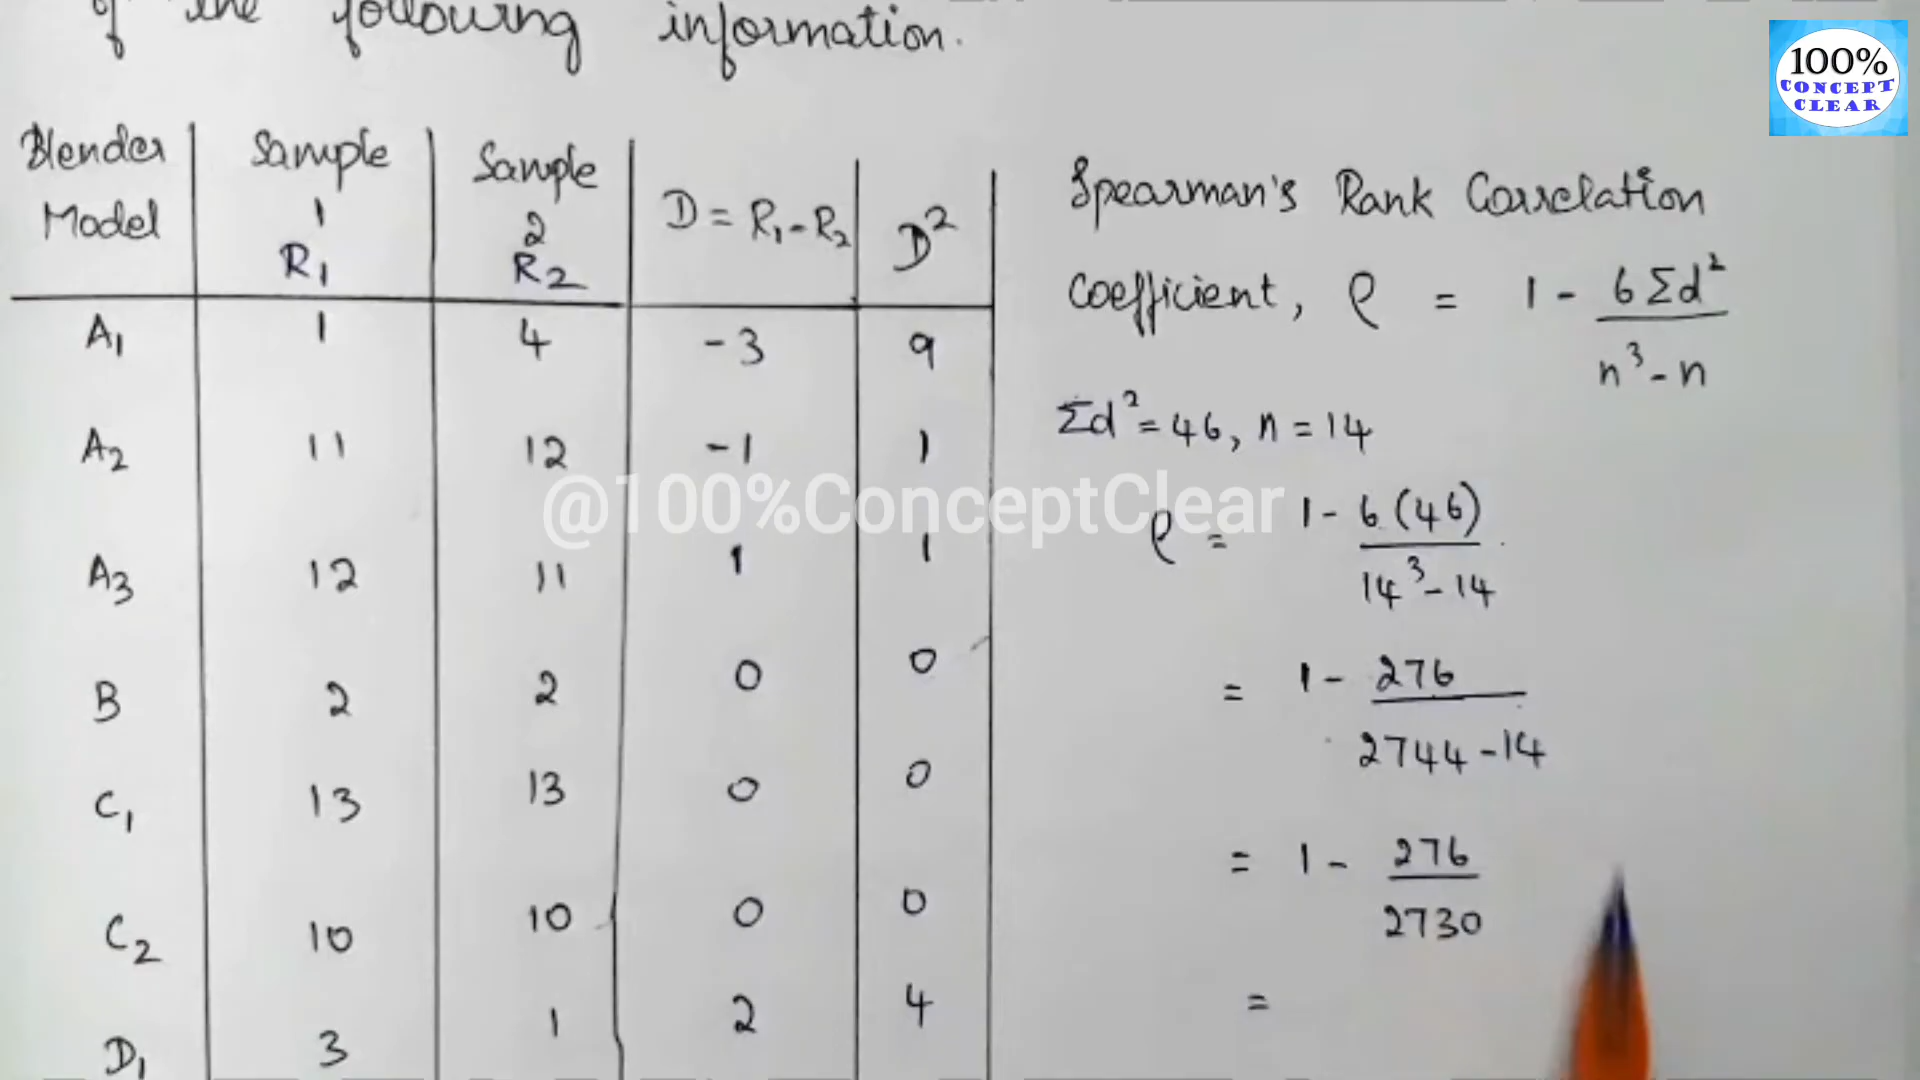 of the following information.
100%
CONCEPT
CLEAR
Blender Model | Sample 1 R₁ | Sample 2 R₂ | D = R₁ - R₂ | D²
A₁ | 1 | 4 | -3 | 9
A₂ | 11 | 12 | -1 | 1
A₃ | 12 | 11 | 1 | 1
B | 2 | 2 | 0 | 0
C₁ | 13 | 13 | 0 | 0
C₂ | 10 | 10 | 0 | 0
D₁ | 3 | 1 | 2 | 4
@100%ConceptClear
Spearman's Rank Correlation
Coefficient, ρ = 1 - 6Σd² / n³ - n
Σd² = 46, n = 14
ρ = 1 - 6(46) / 14³ - 14
= 1 - 276 / 2744 - 14
= 1 - 276 / 2730
=